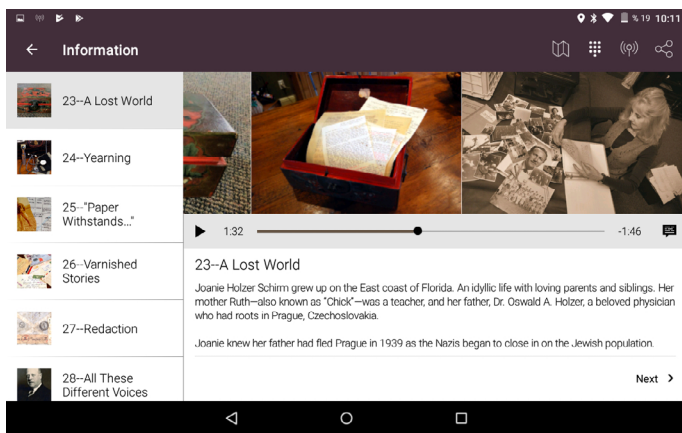 % 19 10:11
Information
23--A Lost World
24--Yearning
25--"Paper
Withstands..."
26--Varnished
Stories
27--Redaction
28--All These
Different Voices
1:32
-1:46
23--A Lost World
Joanie Holzer Schirm grew up on the East coast of Florida. An idyllic life with loving parents and siblings. Her
mother Ruth—also known as “Chick”—was a teacher, and her father, Dr. Oswald A. Holzer, a beloved physician
who had roots in Prague, Czechoslovakia.
Joanie knew her father had fled Prague in 1939 as the Nazis began to close in on the Jewish population.
Next